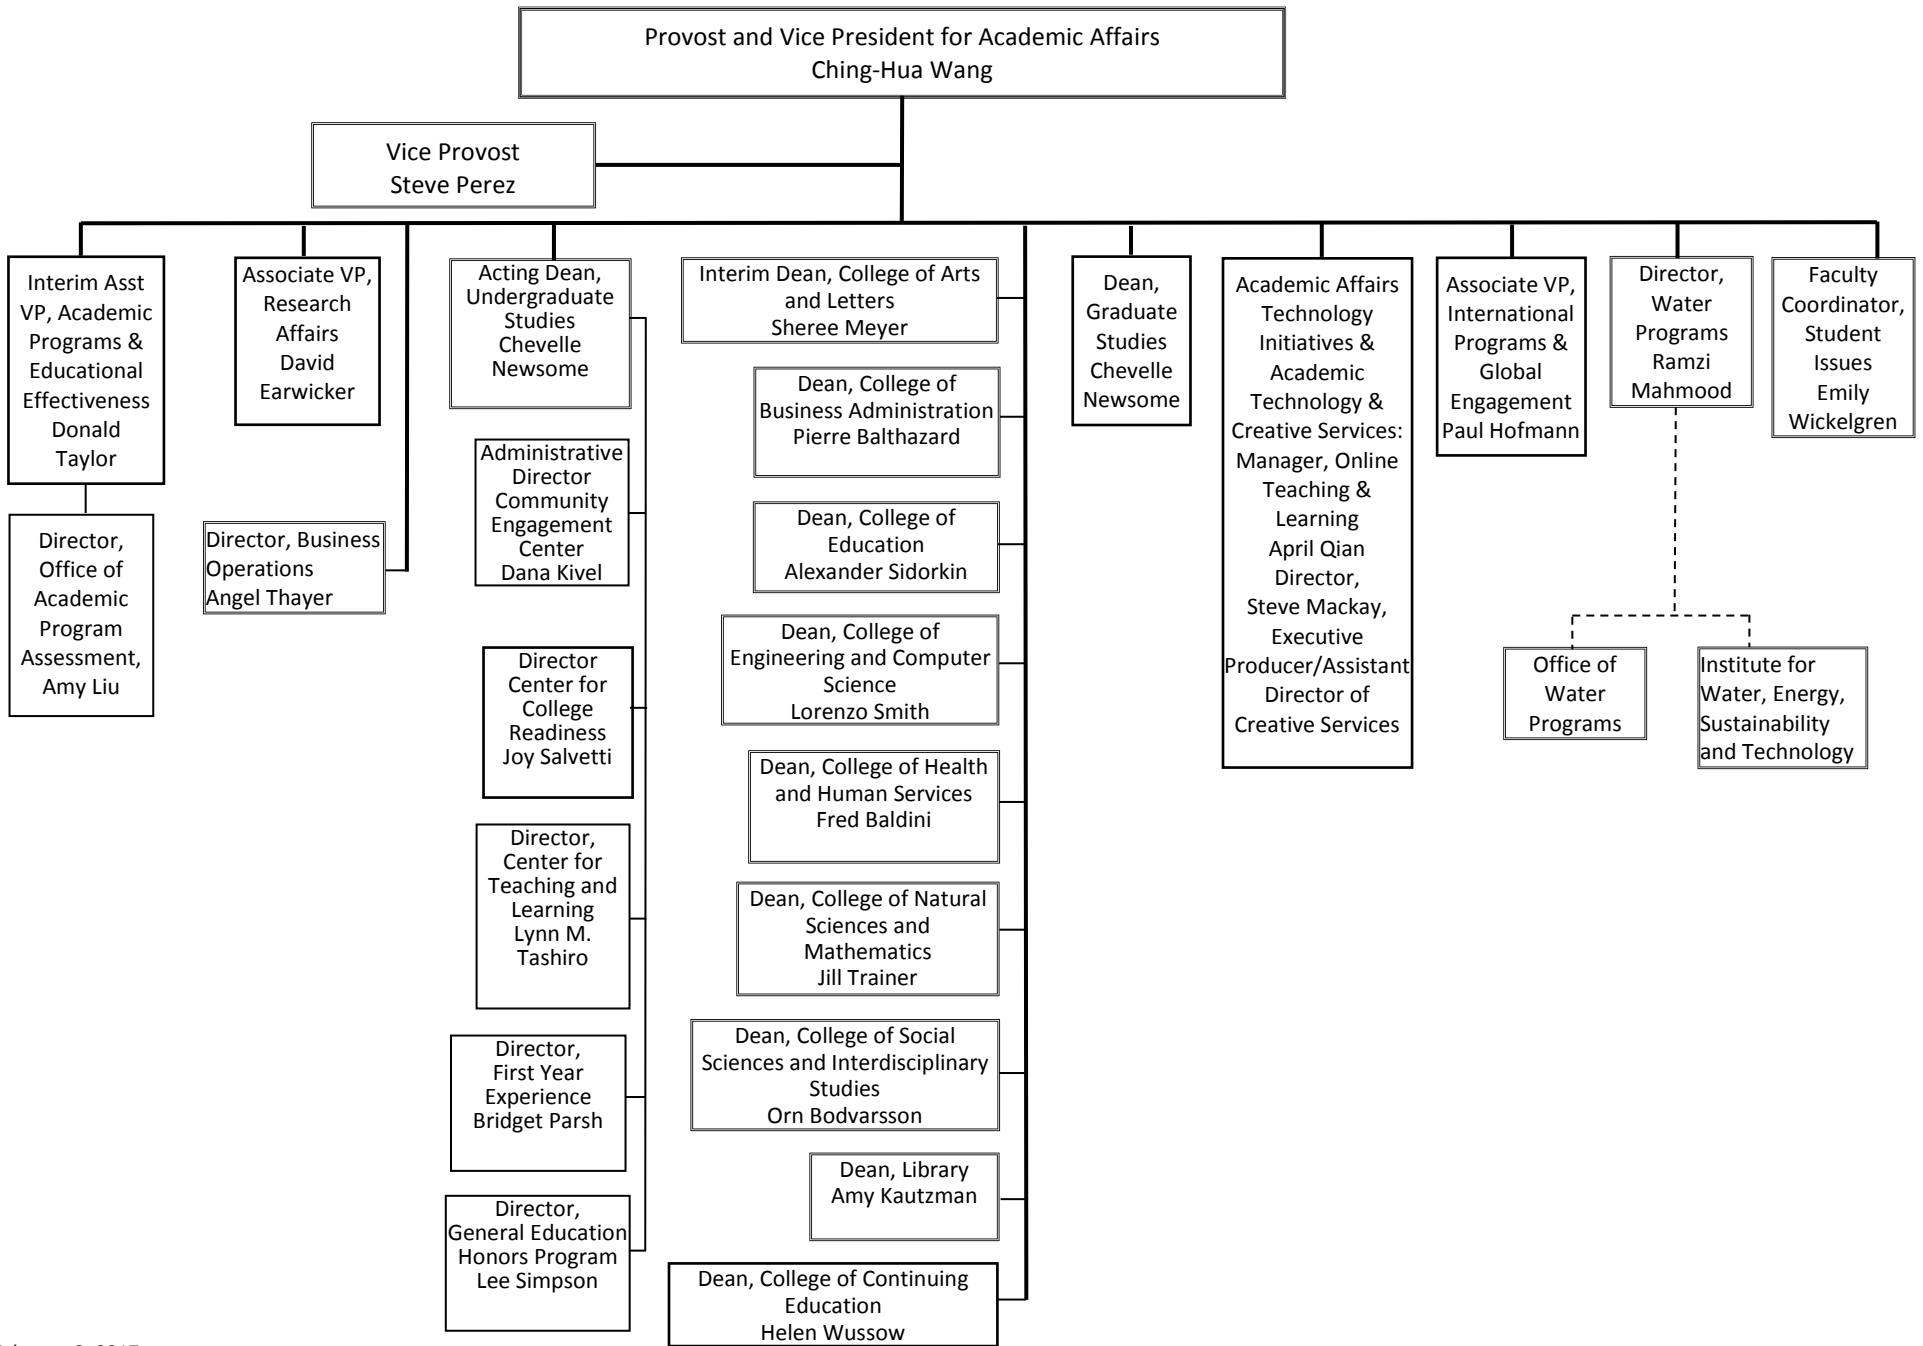 Provost and Vice President for Academic Affairs
Ching-Hua Wang
Vice Provost
Steve Perez
Interim Asst
VP, Academic
Programs &
Educational
Effectiveness
Donald
Taylor
Director,
Office of
Academic
Program
Assessment,
Amy Liu
Associate VP,
Research
Affairs
David
Earwicker
Director, Business
Operations
Angel Thayer
Acting Dean,
Undergraduate
Studies
Chevelle
Newsome
Administrative
Director
Community
Engagement
Center
Dana Kivel
Director
Center for
College
Readiness
Joy Salvetti
Director,
Center for
Teaching and
Learning
Lynn M.
Tashiro
Director,
First Year
Experience
Bridget Parsh
Director,
General Education
Honors Program
Lee Simpson
Interim Dean, College of Arts
and Letters
Sheree Meyer
Dean, College of
Business Administration
Pierre Balthazard
Dean, College of
Education
Alexander Sidorkin
Dean, College of
Engineering and Computer
Science
Lorenzo Smith
Dean, College of Health
and Human Services
Fred Baldini
Dean, College of Natural
Sciences and
Mathematics
Jill Trainer
Dean, College of Social
Sciences and Interdisciplinary
Studies
Orn Bodvarsson
Dean, Library
Amy Kautzman
Dean, College of Continuing
Education
Helen Wussow
Dean,
Graduate
Studies
Chevelle
Newsome
Academic Affairs
Technology
Initiatives &
Academic
Technology &
Creative Services:
Manager, Online
Teaching &
Learning
April Qian
Director,
Steve Mackay,
Executive
Producer/Assistant
Director of
Creative Services
Associate VP,
International
Programs &
Global
Engagement
Paul Hofmann
Director,
Water
Programs
Ramzi
Mahmood
Office of
Water
Programs
Institute for
Water, Energy,
Sustainability
and Technology
Faculty
Coordinator,
Student
Issues
Emily
Wickelgren